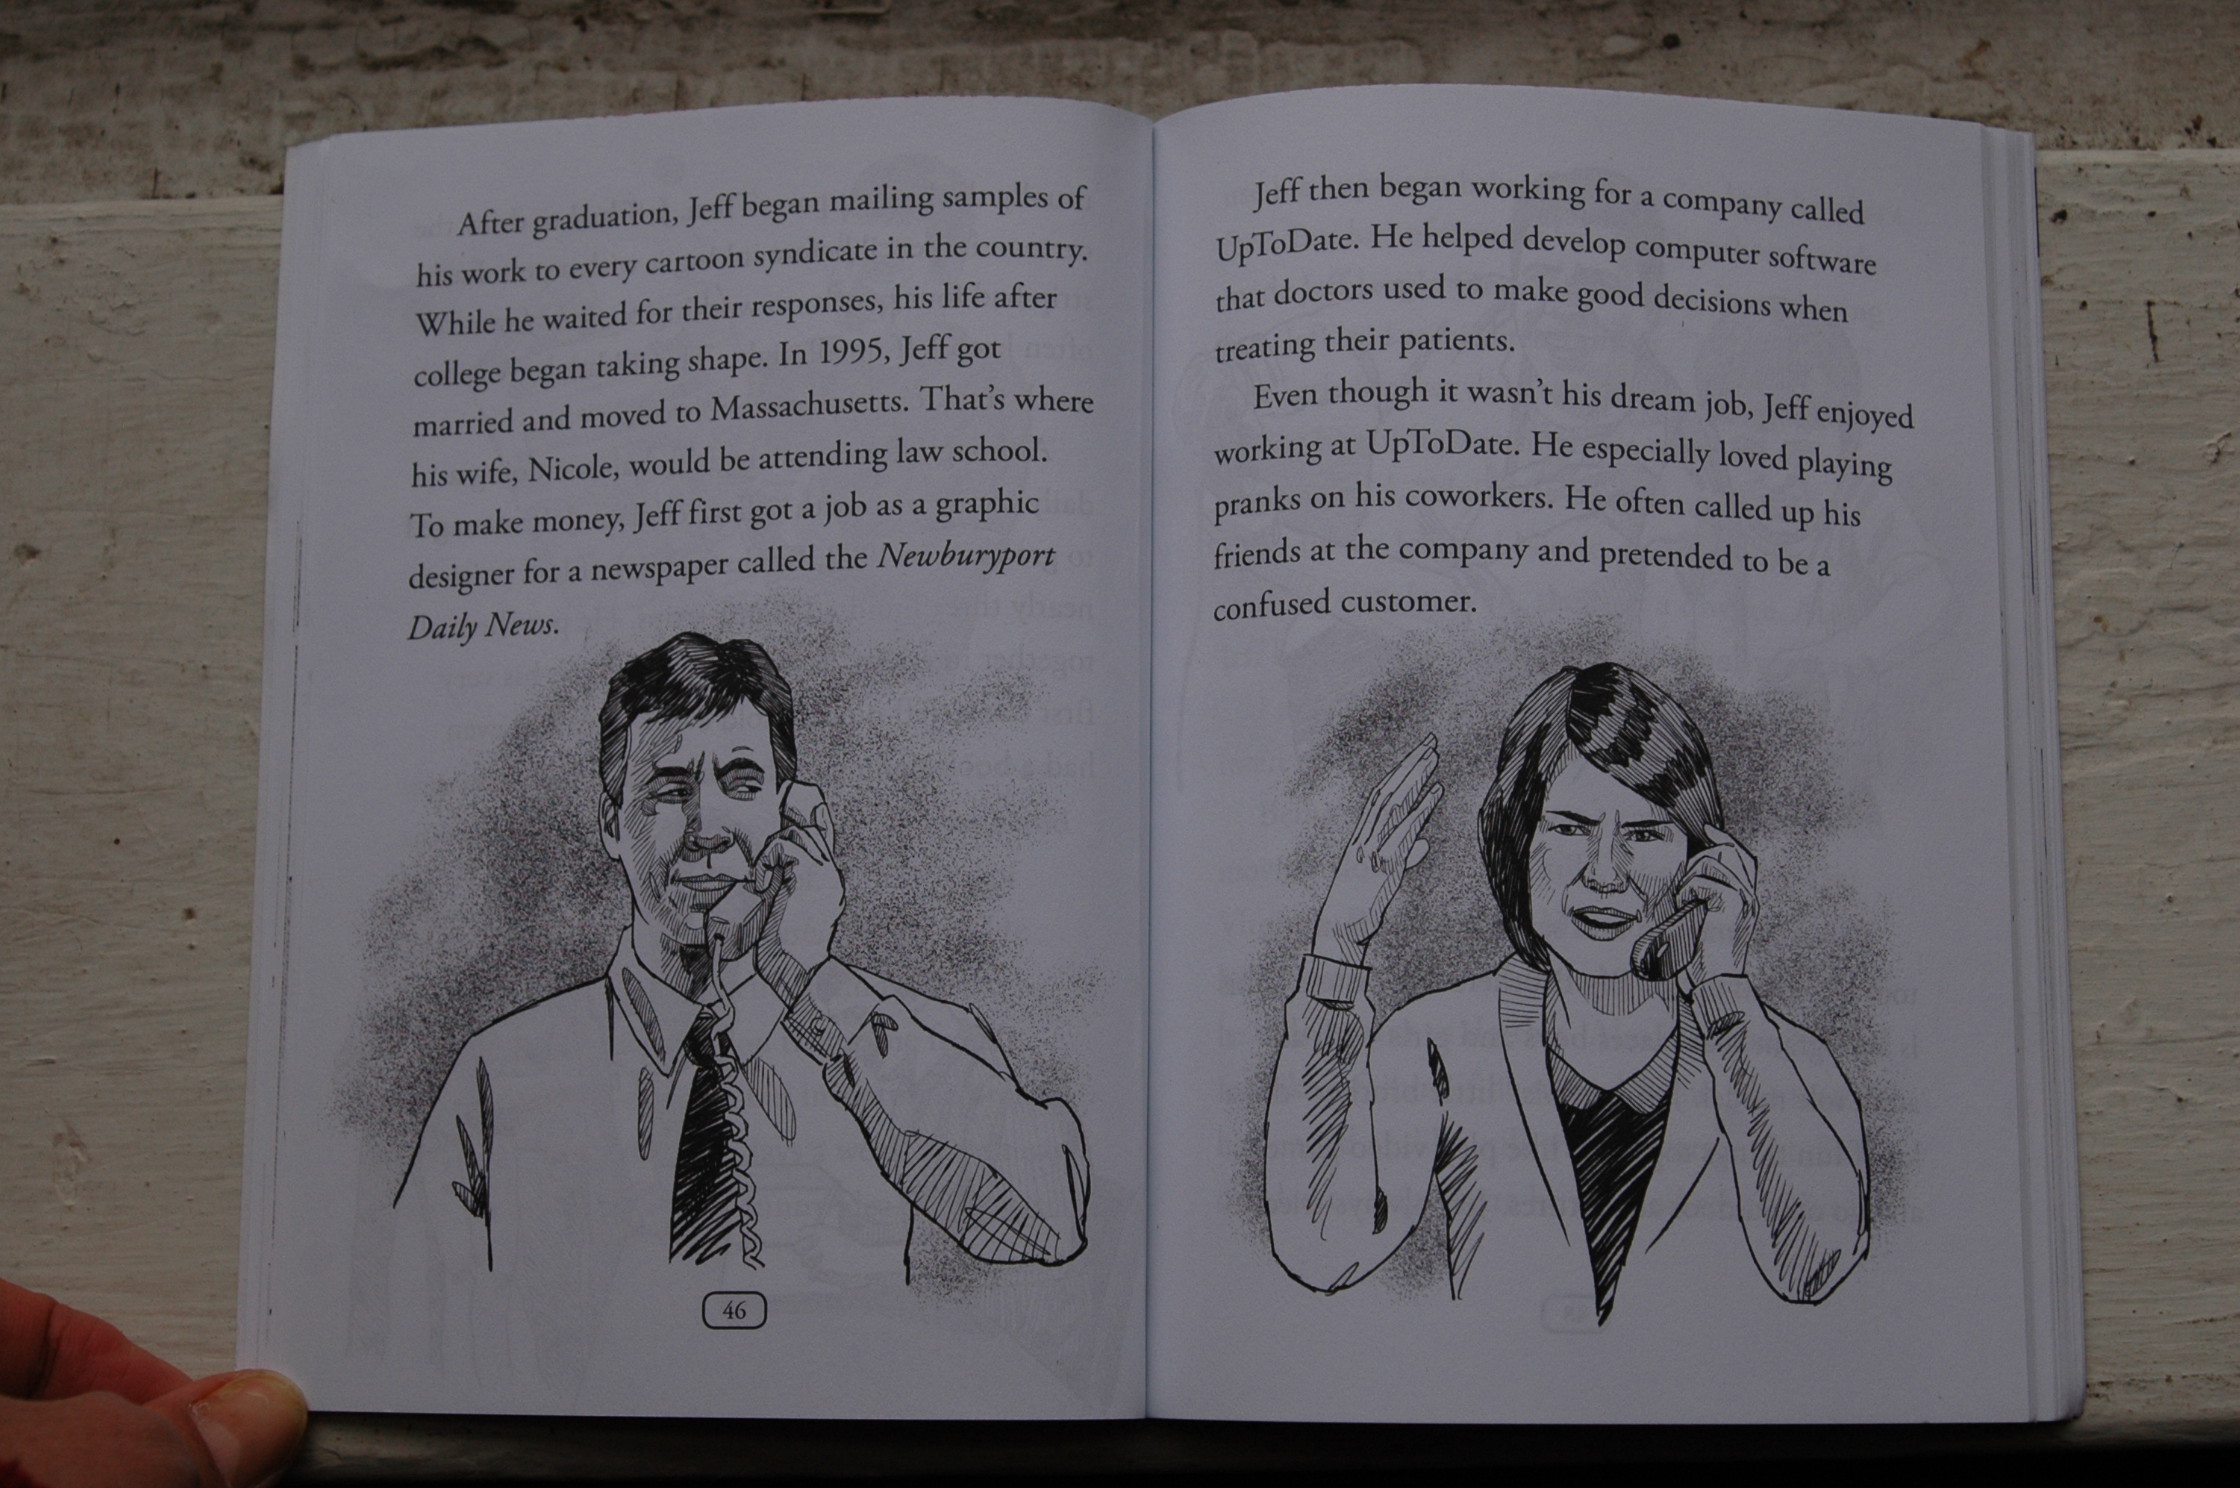 After graduation, Jeff began mailing samples of
his work to every cartoon syndicate in the country.
While he waited for their responses, his life after
college began taking shape. In 1995, Jeff got
married and moved to Massachusetts. That’s where
his wife, Nicole, would be attending law school.
To make money, Jeff first got a job as a graphic
designer for a newspaper called the Newburyport
Daily News.
46
Jeff then began working for a company called
UpToDate. He helped develop computer software
that doctors used to make good decisions when
treating their patients.
Even though it wasn’t his dream job, Jeff enjoyed
working at UpToDate. He especially loved playing
pranks on his coworkers. He often called up his
friends at the company and pretended to be a
confused customer.